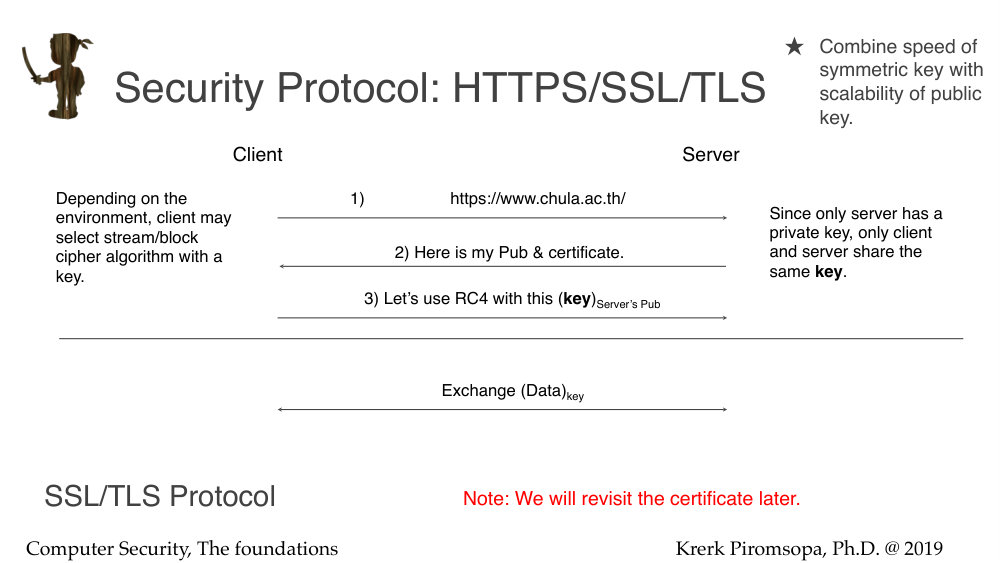 Security Protocol: HTTPS/SSL/TLS
★ Combine speed of
symmetric key with
scalability of public
key.
Client
Server
Depending on the
environment, client may
select stream/block
cipher algorithm with a
key.
1) https://www.chula.ac.th/
2) Here is my Pub & certificate.
3) Let's use RC4 with this (key)Server's Pub
Since only server has a
private key, only client
and server share the
same key.
Exchange (Data)key
SSL/TLS Protocol
Note: We will revisit the certificate later.
Computer Security, The foundations
Krerk Piromsopa, Ph.D. @ 2019